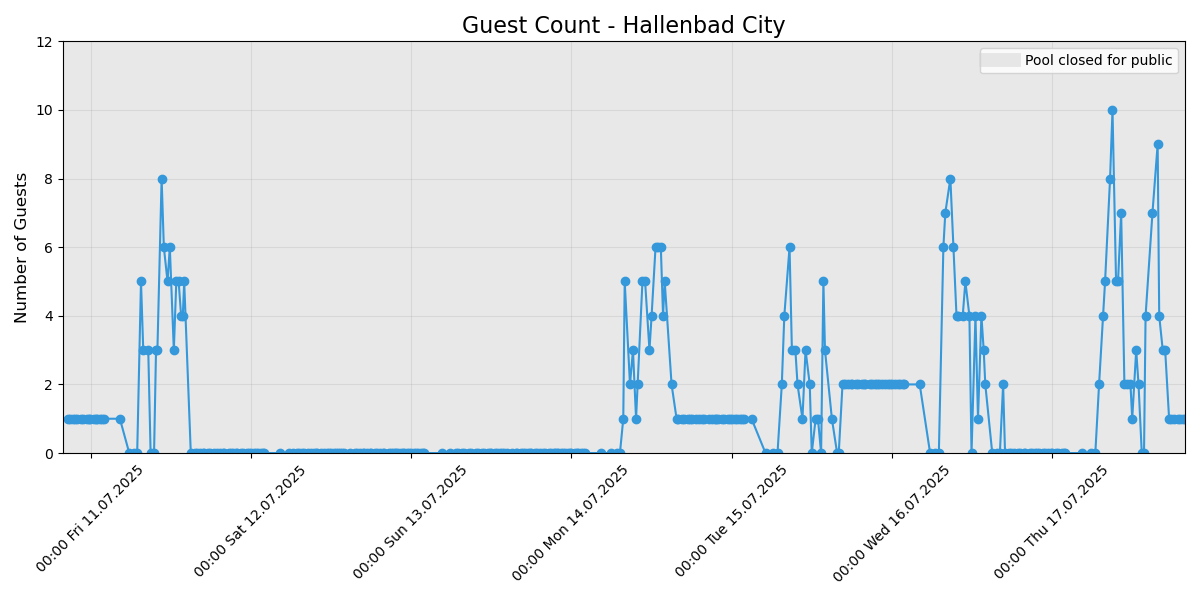 Guest Count - Hallenbad City
Pool closed for public
Number of Guests
12
10
8
6
4
2
0
00:00 Fri 11.07.2025
00:00 Sat 12.07.2025
00:00 Sun 13.07.2025
00:00 Mon 14.07.2025
00:00 Tue 15.07.2025
00:00 Wed 16.07.2025
00:00 Thu 17.07.2025